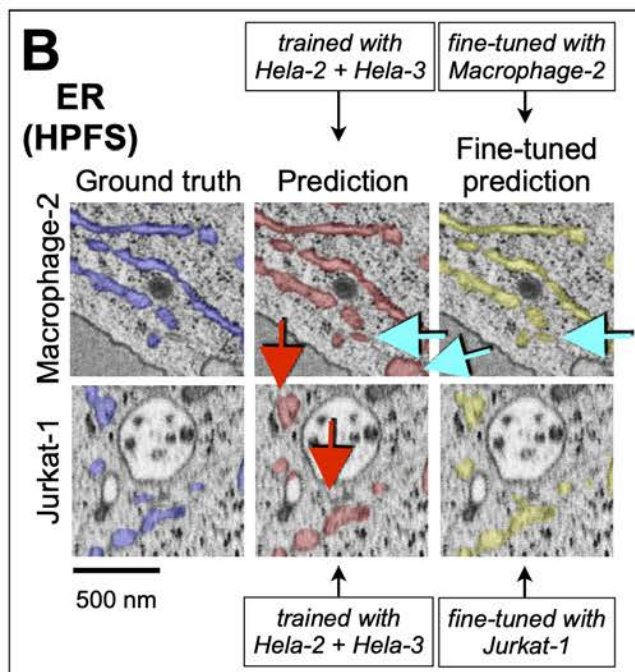 B
ER
(HPFS)
trained with
Hela-2 + Hela-3
fine-tuned with
Macrophage-2
Ground truth
Prediction
Fine-tuned
prediction
Macrophage-2
Jurkat-1
500 nm
trained with
Hela-2 + Hela-3
fine-tuned with
Jurkat-1